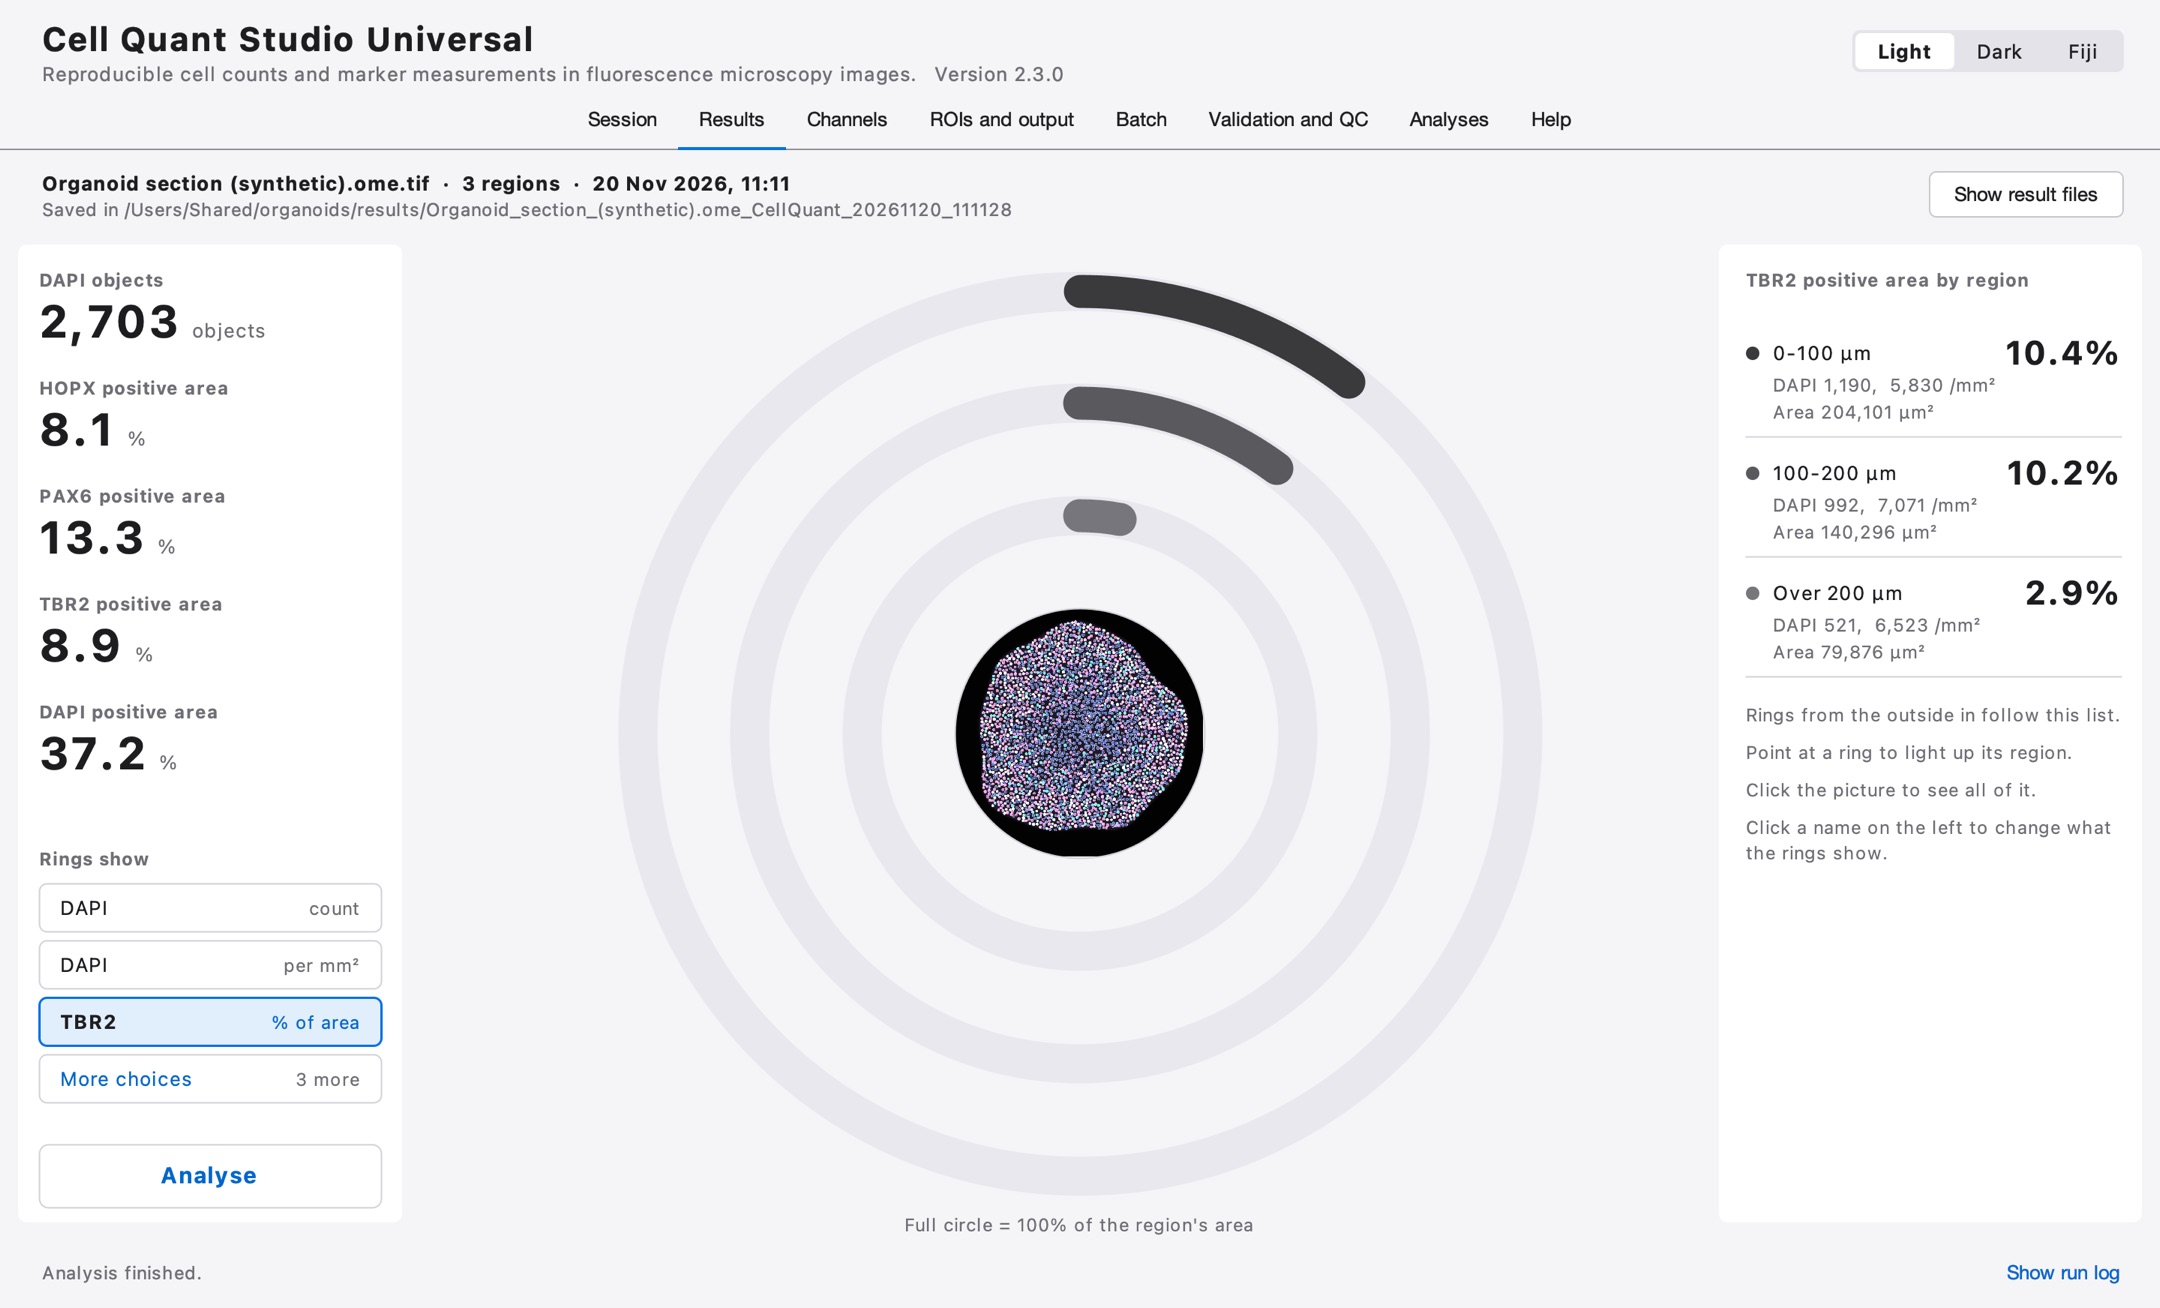 Cell Quant Studio Universal
Reproducible cell counts and marker measurements in fluorescence microscopy images. Version 2.3.0
Light Dark Fiji
Session Results Channels ROIs and output Batch Validation and QC Analyses Help
Organoid section (synthetic).ome.tif · 3 regions · 20 Nov 2026, 11:11
Saved in /Users/Shared/organoids/results/Organoid_section_(synthetic).ome_CellQuant_20261120_111128
Show result files
DAPI objects
2,703 objects
HOPX positive area
8.1 %
PAX6 positive area
13.3 %
TBR2 positive area
8.9 %
DAPI positive area
37.2 %
Rings show
DAPI count
DAPI per mm²
TBR2 % of area
More choices 3 more
Analyse
Full circle = 100% of the region's area
TBR2 positive area by region
0-100 µm 10.4%
DAPI 1,190, 5,830 /mm²
Area 204,101 µm²
100-200 µm 10.2%
DAPI 992, 7,071 /mm²
Area 140,296 µm²
Over 200 µm 2.9%
DAPI 521, 6,523 /mm²
Area 79,876 µm²
Rings from the outside in follow this list.
Point at a ring to light up its region.
Click the picture to see all of it.
Click a name on the left to change what
the rings show.
Analysis finished.
Show run log